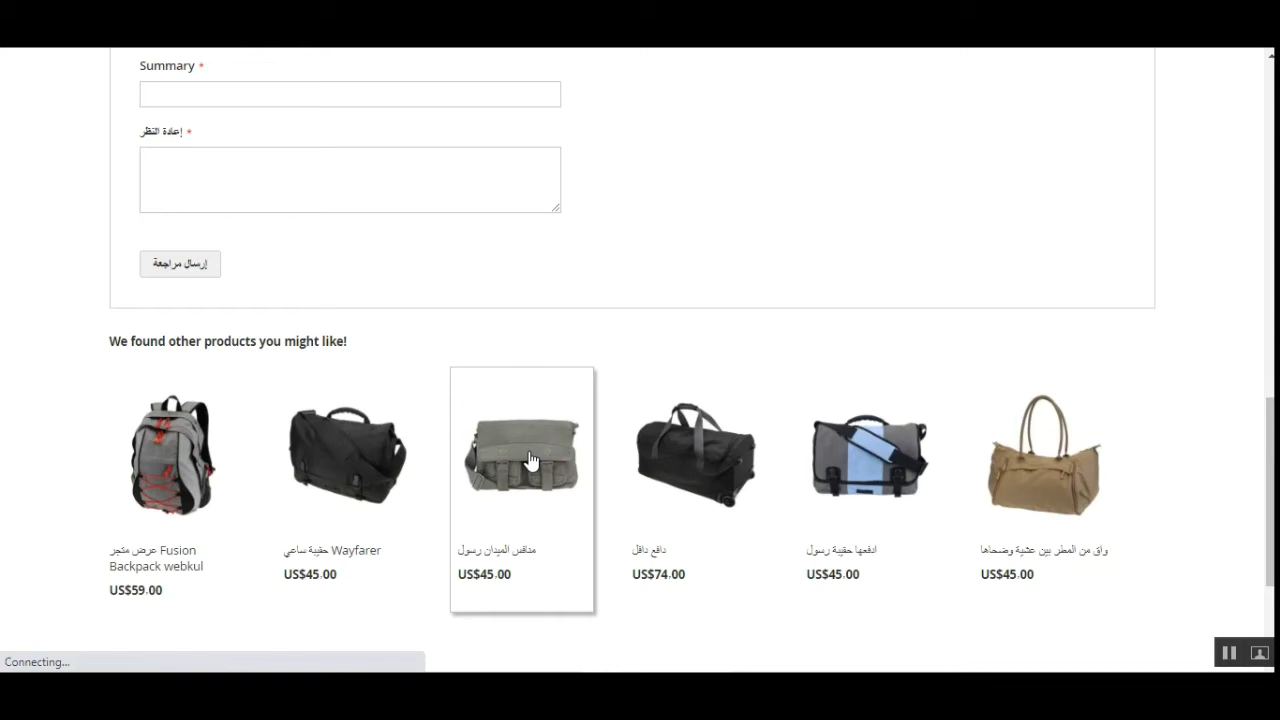 Summary *
إعادة النظر *
إرسال مراجعة
We found other products you might like!
عرض متجر Fusion
Backpack webkul
US$59.00
حقيبة ساعي Wayfarer
US$45.00
منافس الميدان رسول
US$45.00
دافع دافل
US$74.00
ادفعها حقيبة رسول
US$45.00
واق من المطر بين عشية وضحاها
US$45.00
Connecting...